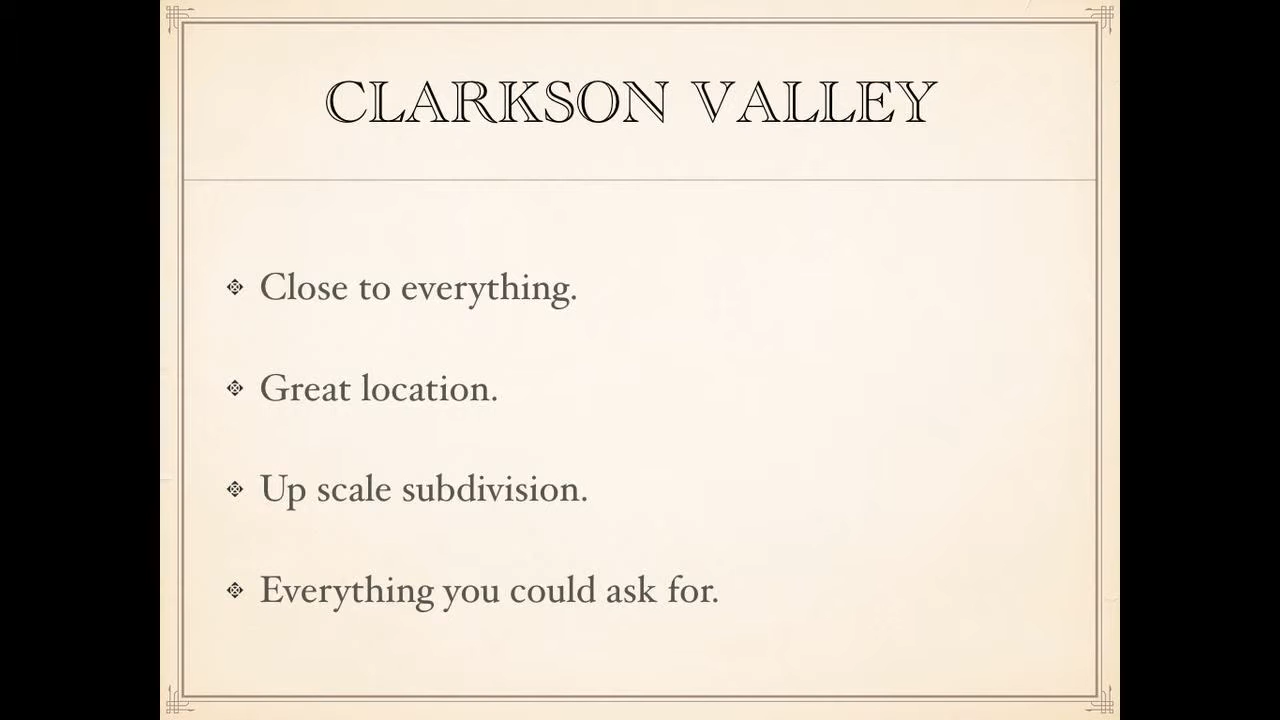 CLARKSON VALLEY
Close to everything.
Great location.
Up scale subdivision.
Everything you could ask for.